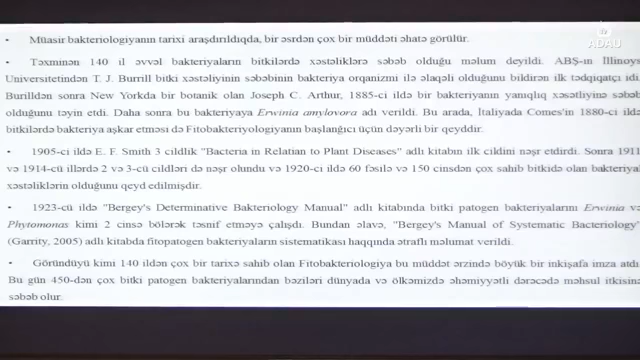 ADAU
• Müasir bakteriologiyanın tarixi araşdırıldıqda, bir əsrdən çox bir müddəti əhatə görülür.
• Təxminən 140 il əvvəl bakteriyaların bitkilərdə xəstəliklərə səbəb olduğu məlum deyildi. ABŞ-ın İllinoys
Universitetindən T. J. Burrill bitki xəstəliyinin səbəbinin bakteriya orqanizmi ilə əlaqəli olduğunu bildirən ilk tədqiqatçı idi.
Burilldən sonra Newyorkda bir botanik olan Joseph C. Arthur, 1885-ci ildə bir bakteriyanın yanıqlıq xəsətliyinə səbəb
olduğunu təyin etdi. Daha sonra bu bakteriyaya Erwinia amylovora adı verildi. Bu arada, İtaliyada Comes'in 1880-ci ildə
bitkilərdə bakteriya aşkar etməsi də Fitobakteryologiyanın başlanğıcı üçün dəyərli bir qeyddir.
• 1905-ci ildə E. F. Smith 3 cildlik "Bacteria in Relatian to Plant Diseases" adlı kitabın ilk cildini nəşr etdirdi. Sonra 1911
və 1914-cü illərdə 2 və 3-cü cildləri də nəşr olundu və 1920-ci ildə 60 fəsilə və 150 cinsdən çox sahib bitkidə olan bakteriyal
xəstəliklərin olduğunu qeyd edilmişdir.
• 1923-cü ildə "Bergey's Determinative Bakteriology Manual" adlı kitabında bitki patogen bakteriyalarını Erwinia və
Phytomonas kimi 2 cinsə bölərək təsnif etməyə çalışdı. Bundan əlavə, "Bergey's Manual of Systematic Bacteriology"
(Garrity, 2005) adlı kitabda fitopatogen bakteriyaların sistematikası haqqında ətraflı məlumat verildi.
• Göründüyü kimi 140 ildən çox bir tarixə sahib olan Fitobakteriologiya bu müddət ərzində böyük bir inkişafa imza atdı.
Bu gün 450-dən çox bitki patogen bakteriyalarından bəziləri dünyada və ölkəmizdə əhəmiyyətli dərəcədə məhsul itkisinə
səbəb olur.